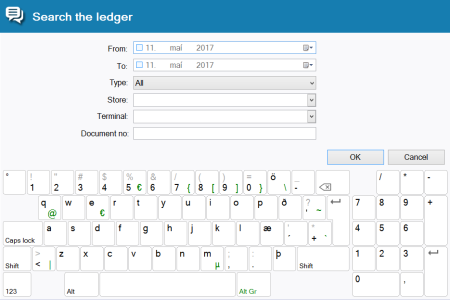 Search the ledger
From: 11. maí 2017
To: 11. maí 2017
Type: All
Store:
Terminal:
Document no:
OK Cancel
° ! " # $ % & / ( ) = ö _ / * -
1 2 3 4 5 € 6 7 { 8 [ 9 ] 0 } \ -
q @ w e € r t y u i o p ð ? ' ~ 7 8 9 +
Caps lock a s d f g h j k l æ ' ´ * + ` 4 5 6
Shift > < | z x c v b n m µ ; , : . þ Shift 1 2 3
123 Alt Alt Gr 0 ,